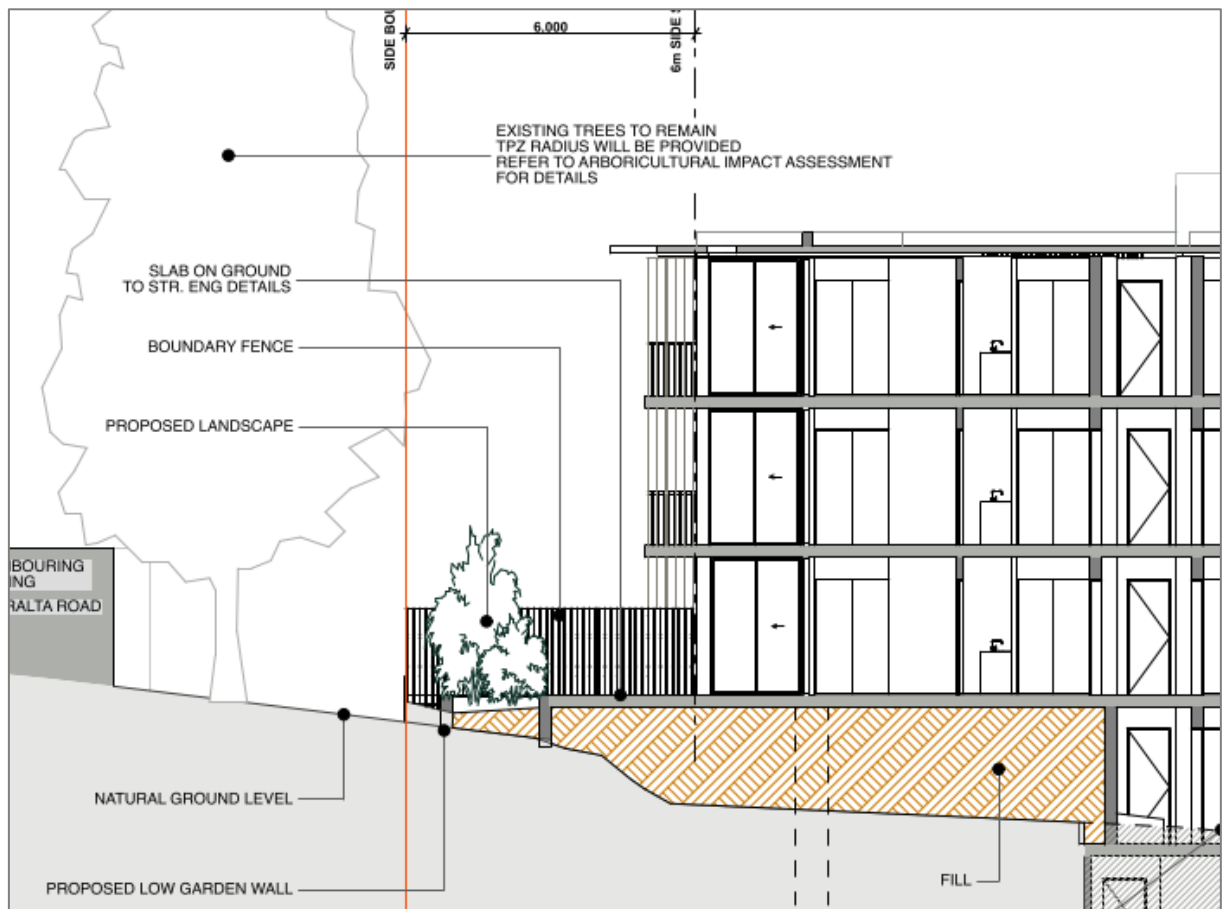 SIDE BOU
6.000
6m SIDE S
EXISTING TREES TO REMAIN
TPZ RADIUS WILL BE PROVIDED
REFER TO ARBORICULTURAL IMPACT ASSESSMENT
FOR DETAILS
SLAB ON GROUND
TO STR. ENG DETAILS
BOUNDARY FENCE
PROPOSED LANDSCAPE
BOURING
ING
RALTA ROAD
NATURAL GROUND LEVEL
PROPOSED LOW GARDEN WALL
FILL